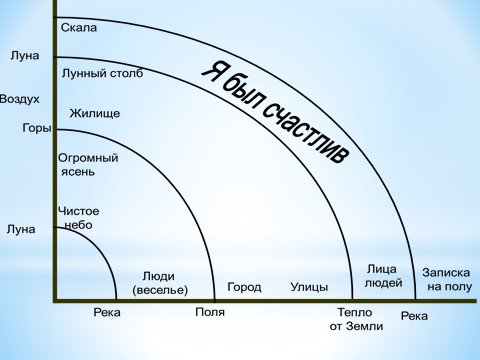 Скала
Луна
Лунный столб
Я был счастлив
Воздух
Жилище
Горы
Огромный
ясень
Чистое
небо
Луна
Люди
(веселье)
Город
Улицы
Лица
людей
Записка
на полу
Река
Поля
Тепло
от Земли
Река